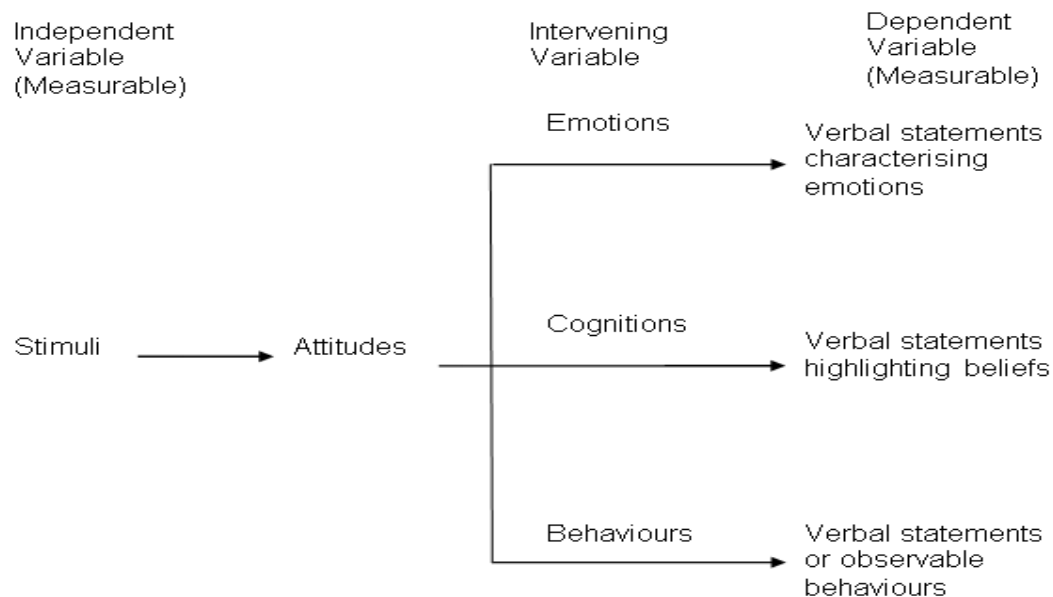 Independent
Variable
(Measurable)
Intervening
Variable
Dependent
Variable
(Measurable)
Emotions
Verbal statements
characterising
emotions
Stimuli
Attitudes
Cognitions
Verbal statements
highlighting beliefs
Behaviours
Verbal statements
or observable
behaviours